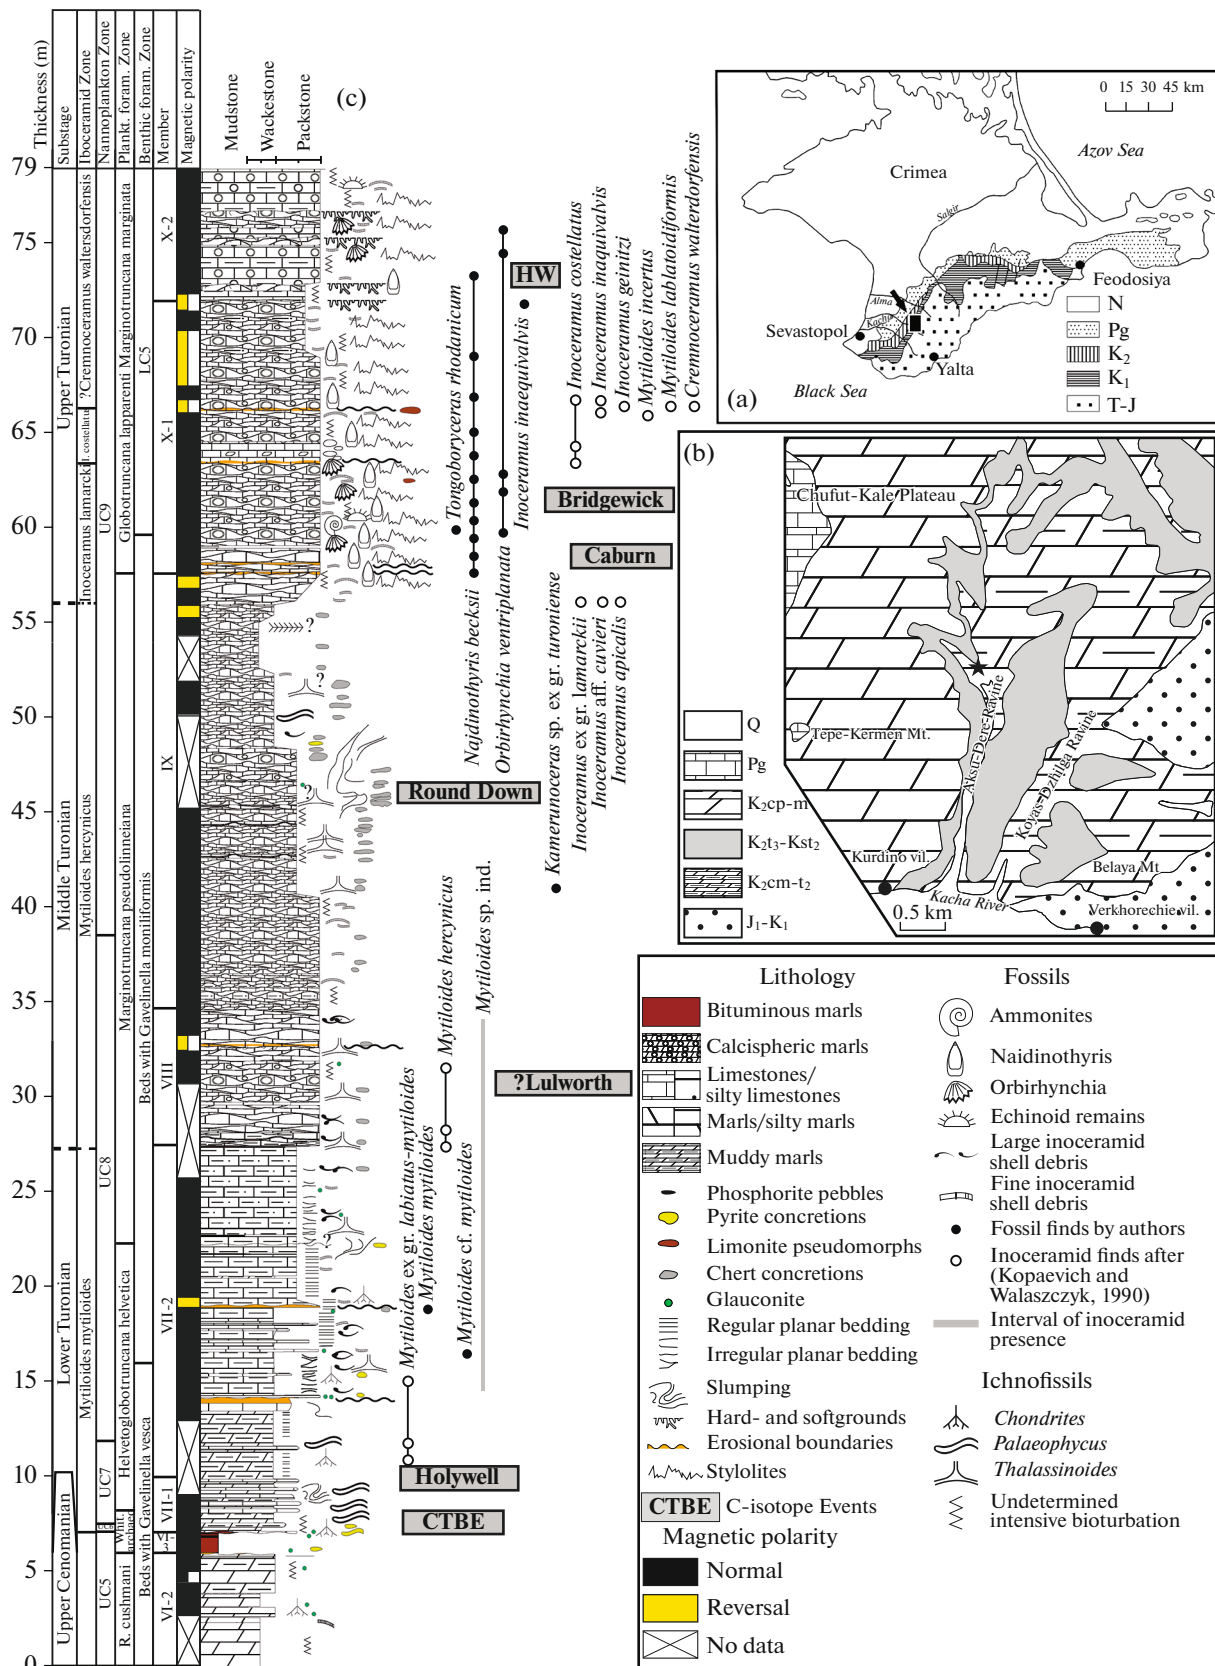 (c)
Thickness (m)
Substage
Iboceramid Zone
Nannoplankton Zone
Plankt. foram. Zone
Benthic foram. Zone
Member
Magnetic polarity
Mudstone
Wackestone
Packstone
79
75
70
65
60
55
50
45
40
35
30
25
20
15
10
5
0
Upper Turonian
Middle Turonian
Lower Turonian
Upper Cenomanian
?Cremnoceramus waltersdorfensis
I. costellatus
Inoceramus lamarcki
Mytiloides hercynicus
Mytiloides mytiloides
UC9
UC8
UC7
UC6
UC5
Globotruncana lapparenti Marginotruncana marginata
Marginotruncana pseudolinneiana
Helvetoglobotruncana helvetica
Whit. archaeo
R. cushmani
LC5
Beds with Gavelinella moniliformis
Beds with Gavelinella vesca
X-2
X-1
IX
VIII
VII-2
VII-1
VI-3
VI-2
?
?
?
?
HW
Bridgewick
Caburn
Round Down
?Lulworth
Holywell
CTBE
Tongoboryceras rhodanicum
Najdinothyris becksii
Orbirhynchia ventriplanata
Inoceramus inaequivalvis
Inoceramus costellatus
Inoceramus inaquivalvis
Inoceramus geinitzi
Mytiloides incertus
Mytiloides lablatoidiformis
Cremnoceramus walterdorfensis
Kamerunoceras sp. ex gr. turoniense
Inoceramus ex gr. lamarckii
Inoceramus aff. cuvieri
Inoceramus apicalis
Mytiloides hercynicus
Mytiloides sp. ind.
Mytiloides ex gr. labiatus-mytiloides
Mytiloides mytiloides
Mytiloides cf. mytiloides
0 15 30 45 km
Azov Sea
Crimea
Salgir
Feodosiya
Alma
Kacha
Sevastopol
Yalta
Black Sea
(a)
N
Pg
K2
K1
T-J
(b)
Chufut-Kale Plateau
Tepe-Kermen Mt.
Aksu-Dere-Ravine
Koyas-Dzhilga Ravine
Kurdino vil.
Belaya Mt
Kacha River
Verkhorechie vil.
0.5 km
Q
Pg
K2cp-m
K2t3-Kst2
K2cm-t2
J1-K1
Lithology
Bituminous marls
Calcispheric marls
Limestones/
silty limestones
Marls/silty marls
Muddy marls
Phosphorite pebbles
Pyrite concretions
Limonite pseudomorphs
Chert concretions
Glauconite
Regular planar bedding
Irregular planar bedding
Slumping
Hard- and softgrounds
Erosional boundaries
Stylolites
CTBE C-isotope Events
Magnetic polarity
Normal
Reversal
No data
Fossils
Ammonites
Naidinothyris
Orbirhynchia
Echinoid remains
Large inoceramid
shell debris
Fine inoceramid
shell debris
Fossil finds by authors
Inoceramid finds after
(Kopaevich and
Walaszczyk, 1990)
Interval of inoceramid
presence
Ichnofissils
Chondrites
Palaeophycus
Thalassinoides
Undetermined
intensive bioturbation